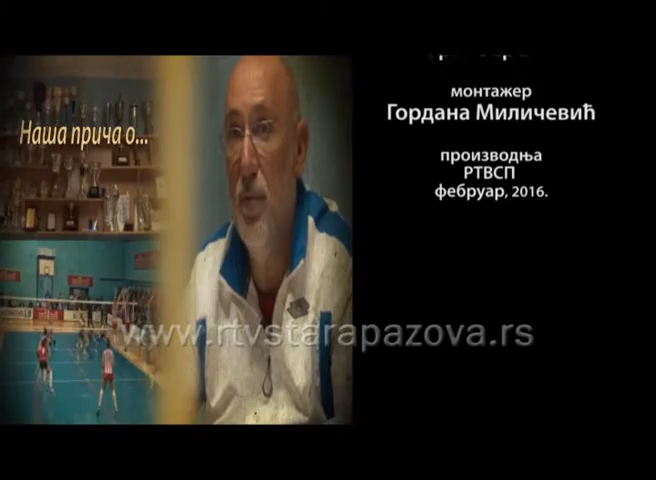 Наша прича о...
монтажер
Гордана Миличевић
производња
РТВСП
фебруар, 2016.
www.rtvstarapazova.rs